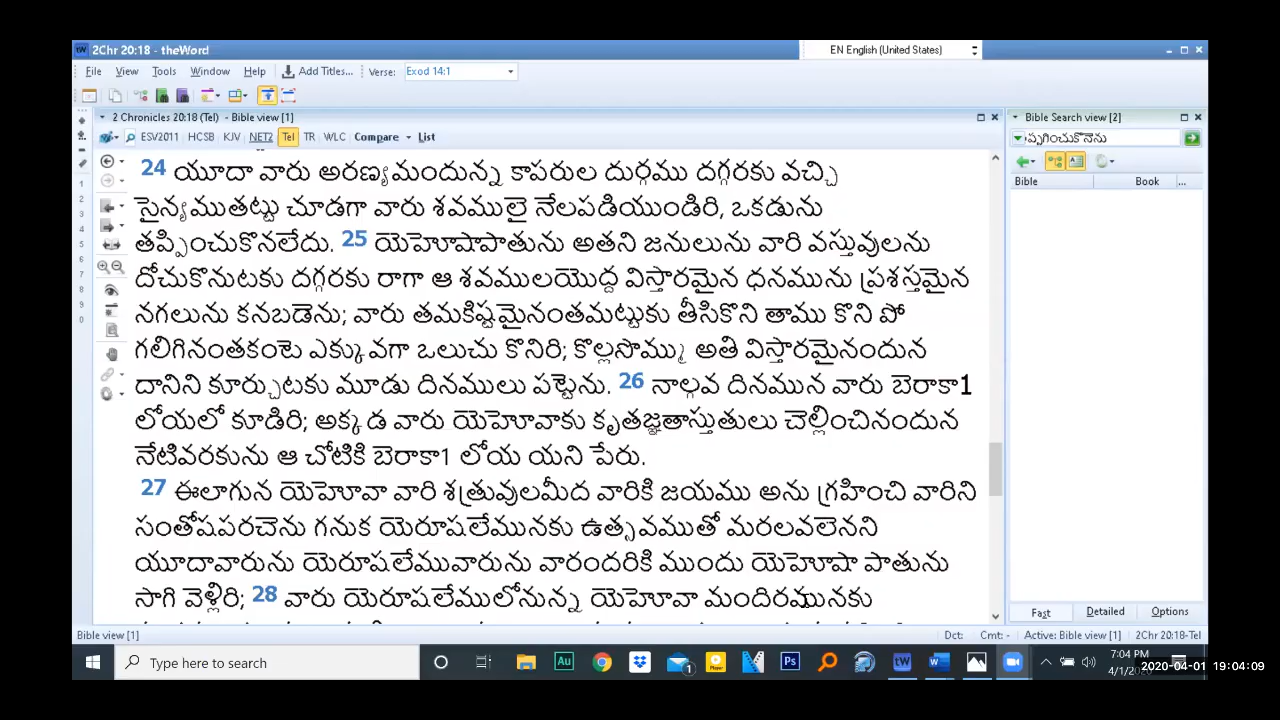 2Chr 20:18 - theWord
EN English (United States)
File View Tools Window Help Add Titles... Verse: Exod 14:1
2 Chronicles 20:18 (Tel) - Bible view [1]
Bible Search view [2]
ESV2011 HCSB KJV NET2 Tel TR WLC Compare List
పృగించుకొనెను
Bible Book ...
24 యూదా వారు అరణ్యమందున్న కాపరుల దుర్గము దగ్గరకు వచ్చి
సైన్యముతట్టు చూడగా వారు శవములై నేలపడియుండిరి, ఒకడును
తప్పించుకొనలేదు. 25 యెహోషాపాతును అతని జనులును వారి వస్తువులను
దోచుకొనుటకు దగ్గరకు రాగా ఆ శవములయొద్ద విస్తారమైన ధనమును ప్రశస్తమైన
నగలును కనబడెను; వారు తమకిష్టమైనంతమట్టుకు తీసికొని తాము కొని పో
గలిగినంతకంటె ఎక్కువగా ఒలుచు కొనిరి; కొల్లసొమ్ము అతి విస్తారమైనందున
దానిని కూర్చుటకు మూడు దినములు పట్టెను. 26 నాల్గవ దినమున వారు బెరాకా1
లోయలో కూడిరి; అక్కడ వారు యెహోవాకు కృతజ్ఞతాస్తుతులు చెల్లించినందున
నేటివరకును ఆ చోటికి బెరాకా1 లోయ యని పేరు.
27 ఈలాగున యెహోవా వారి శత్రువులమీద వారికి జయము అను గ్రహించి వారిని
సంతోషపరచెను గనుక యెరూషలేమునకు ఉత్సవముతో మరలవలెనని
యూదావారును యెరూషలేమువారును వారందరికి ముందు యెహోషా పాతును
సాగి వెళ్లిరి; 28 వారు యెరూషలేములోనున్న యెహోవా మందిరమునకు
Fast Detailed Options
Bible view [1]
Dct: Cmt: - Active: Bible view [1] 2Chr 20:18-Tel
Type here to search
7:04 PM
2020-04-01 19:04:09